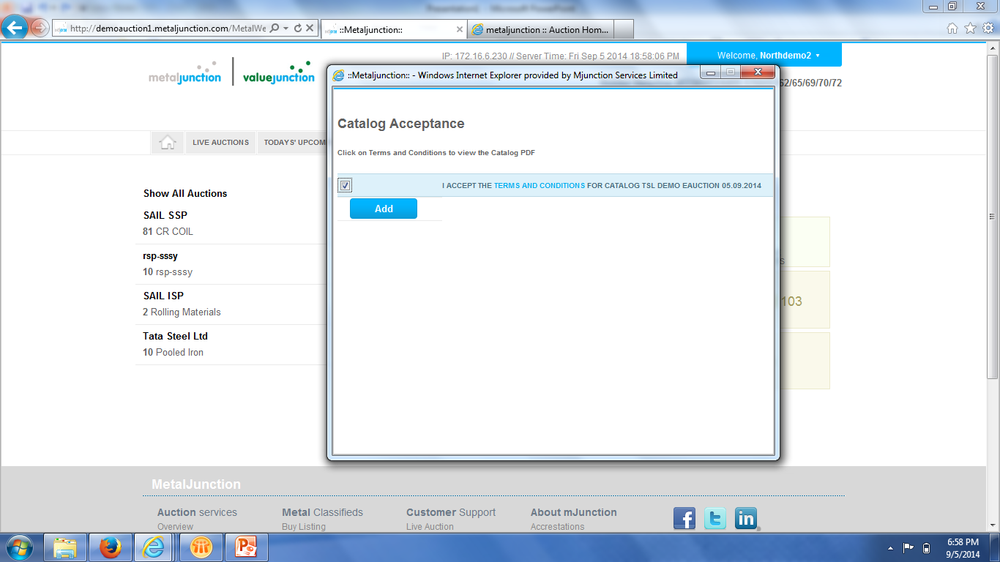 http://demoauction1.metaljunction.com/MetalWe
::Metaljunction::
metaljunction :: Auction Hom...
metaljunction
valuejunction
IP: 172.16.6.230 // Server Time: Fri Sep 5 2014 18:58:06 PM
Welcome, Northdemo2
62/65/69/70/72
LIVE AUCTIONS
TODAYS' UPCOM
Show All Auctions
SAIL SSP
81 CR COIL
rsp-sssy
10 rsp-sssy
SAIL ISP
2 Rolling Materials
Tata Steel Ltd
10 Pooled Iron
::Metaljunction:: - Windows Internet Explorer provided by Mjunction Services Limited
Catalog Acceptance
Click on Terms and Conditions to view the Catalog PDF
I ACCEPT THE TERMS AND CONDITIONS FOR CATALOG TSL DEMO EAUCTION 05.09.2014
Add
s
103
MetalJunction
Auction services
Metal Classifieds
Customer Support
About mJunction
Overview
Buy Listing
Live Auction
Accrestations
6:58 PM
9/5/2014